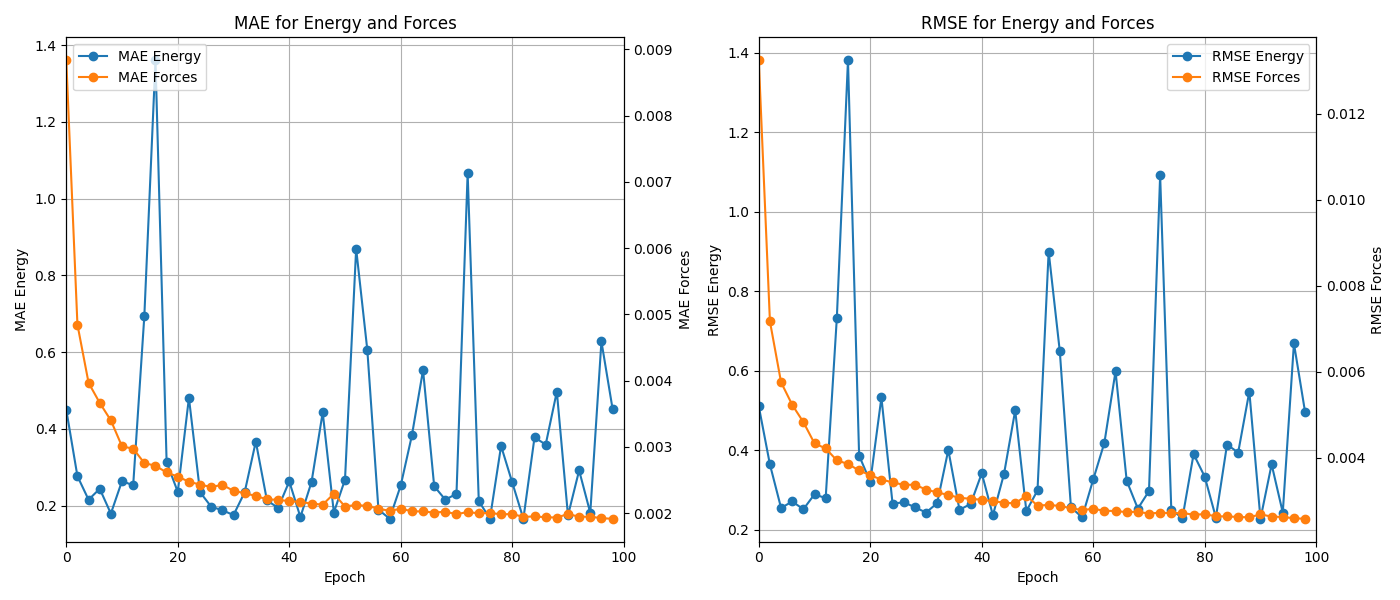 MAE for Energy and Forces
MAE Energy
MAE Forces
1.4
1.2
1.0
0.8
0.6
0.4
0.2
MAE Energy
0.009
0.008
0.007
0.006
0.005
0.004
0.003
0.002
MAE Forces
0 20 40 60 80 100
Epoch
RMSE for Energy and Forces
RMSE Energy
RMSE Forces
1.4
1.2
1.0
0.8
0.6
0.4
0.2
RMSE Energy
0.012
0.010
0.008
0.006
0.004
RMSE Forces
0 20 40 60 80 100
Epoch